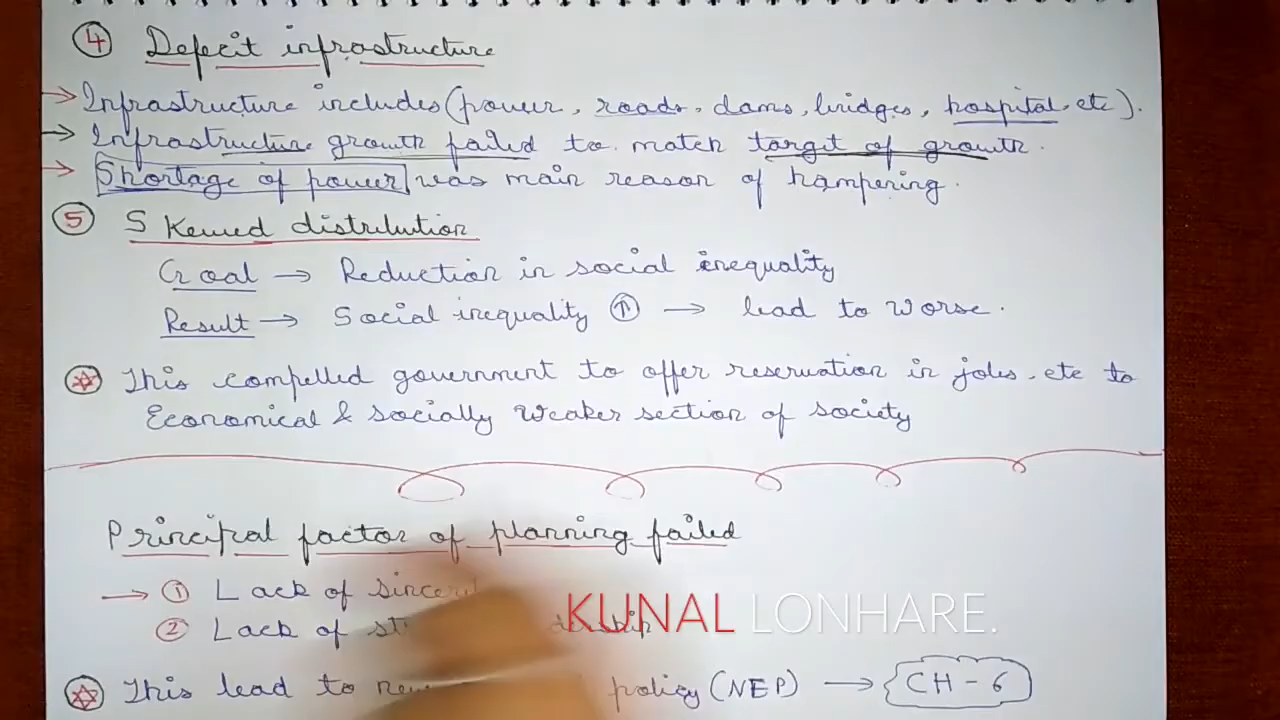 4 Deficit infrastructure
→ Infrastructure includes (power, roads, dams, bridges, hospital, etc).
→ Infrastructure growth failed to match target of growth.
→ Shortage of power was main reason of hampering.
5 Skewed distribution
Goal → Reduction in social inequality
Result → Social inequality ↑ → lead to worse.
This compelled government to offer reservation in jobs, etc to
Economical & socially weaker section of society
Principal factor of planning failed
→ 1 Lack of
KUNAL LONHARE.
2 Lack of
This lead to policy (NEP) → CH-6